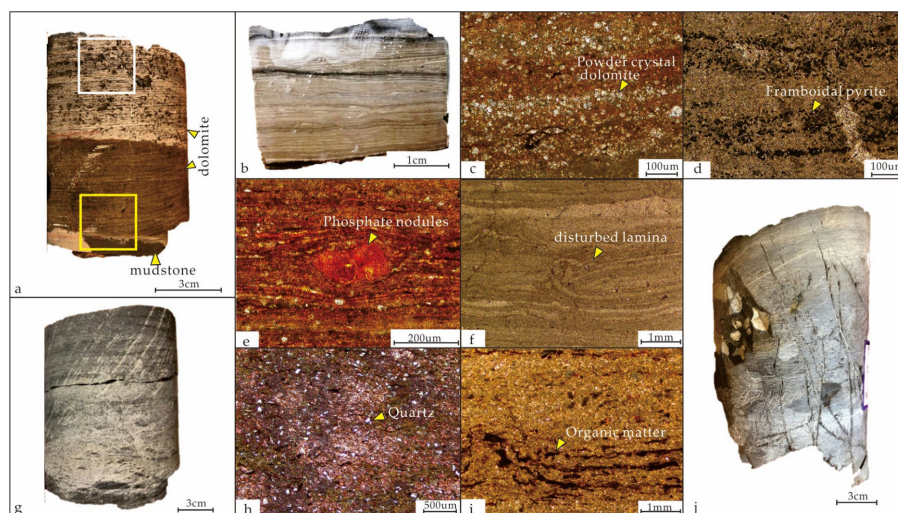 dolomite
mudstone
3cm
a
1cm
b
Powder crystal
dolomite
100um
c
Framboidal pyrite
100um
d
Phosphate nodules
200um
e
disturbed lamina
1mm
f
3cm
g
Quartz
500um
h
Organic matter
1mm
i
3cm
j